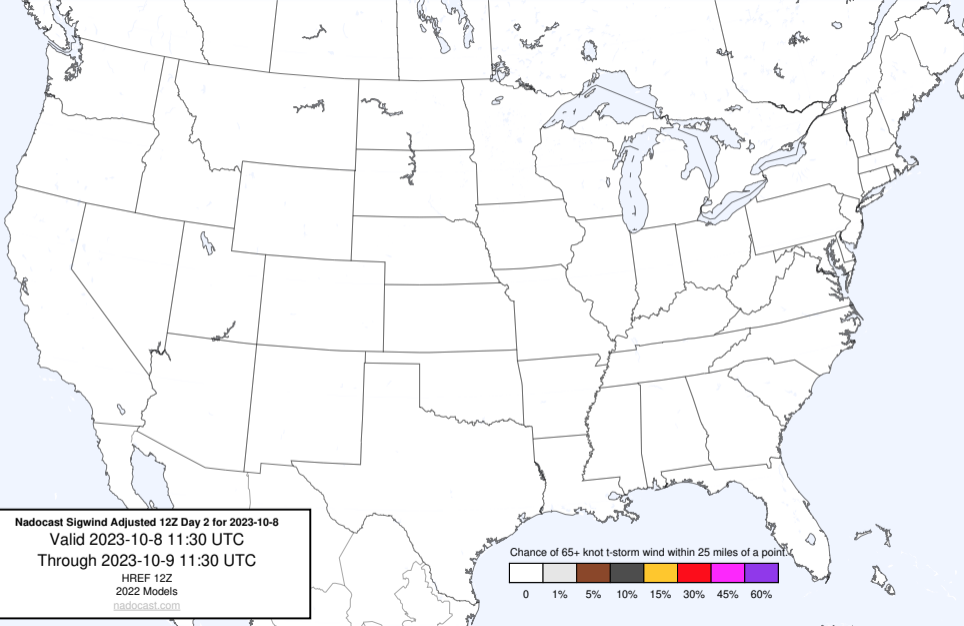 Nadocast Sigwind Adjusted 12Z Day 2 for 2023-10-8
Valid 2023-10-8 11:30 UTC
Through 2023-10-9 11:30 UTC
HREF 12Z
2022 Models
nadocast.com
Chance of 65+ knot t-storm wind within 25 miles of a point.
0 1% 5% 10% 15% 30% 45% 60%